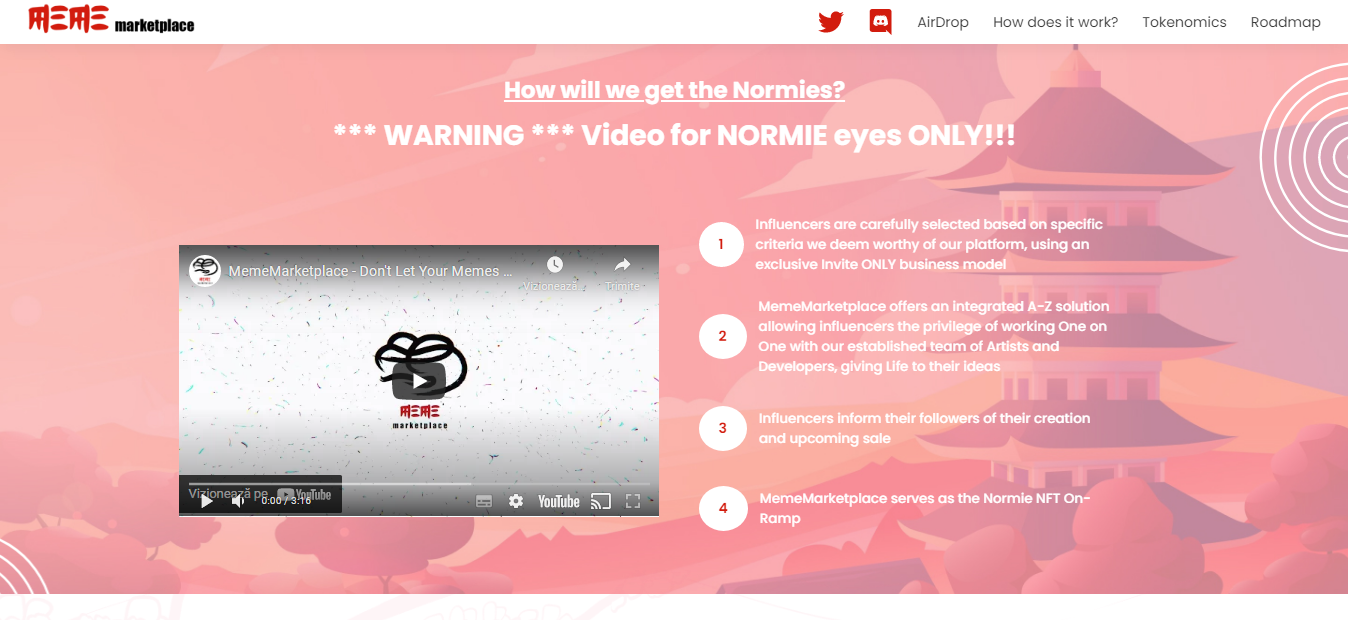 MEME marketplace
AirDrop How does it work? Tokenomics Roadmap
How will we get the Normies?
*** WARNING *** Video for NORMIE eyes ONLY!!!
MemeMarketplace - Don't Let Your Memes ...
Vizionează... Trimite
MEME
marketplace
Vizionează pe YouTube
0:00 / 3:16
YouTube
1
Influencers are carefully selected based on specific
criteria we deem worthy of our platform, using an
exclusive Invite ONLY business model
2
MemeMarketplace offers an integrated A-Z solution
allowing influencers the privilege of working One on
One with our established team of Artists and
Developers, giving Life to their ideas
3
Influencers inform their followers of their creation
and upcoming sale
4
MemeMarketplace serves as the Normie NFT On-
Ramp